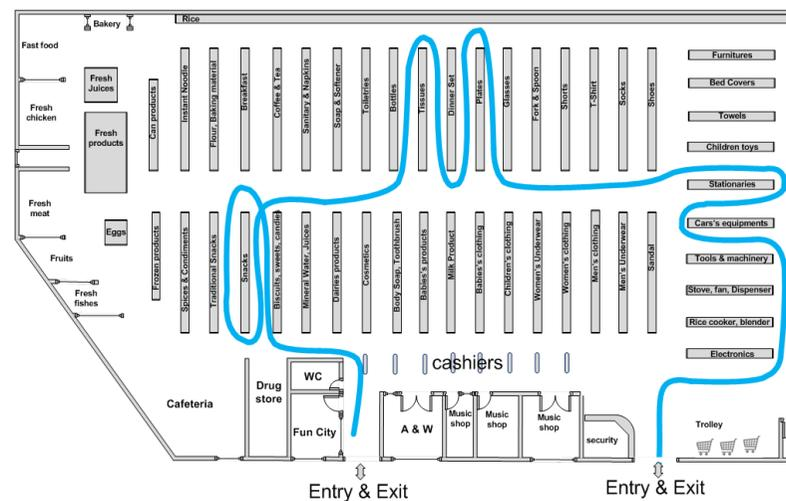 Rice
Bakery
Fast food
Fresh
chicken
Fresh
Juices
Fresh
products
Fresh
meat
Eggs
Fruits
Fresh
fishes
Can products
Instant Noodle
Flour, Baking material
Breakfast
Coffee & Tea
Sanitary & Napkins
Soap & Softener
Toiletries
Bottles
Tissues
Dinner Set
Plates
Glasses
Fork & Spoon
Shorts
T-Shirt
Socks
Shoes
Furnitures
Bed Covers
Towels
Children toys
Stationaries
Cars's equipments
Tools & machinery
Stove, fan, Dispenser
Rice cooker, blender
Electronics
Frozen products
Spices & Condiments
Traditional Snacks
Snacks
Biscuits, sweets, candies
Mineral Water, Juices
Dairies products
Cosmetics
Body Soap, Toothbrush
Babies's products
Milk Product
Babies's clothing
Children's clothing
Women's Underwear
Women's clothing
Men's clothing
Men's Underwear
Sandal
cashiers
Cafeteria
Drug
store
WC
Fun City
A & W
Music
shop
Music
shop
Music
shop
security
Trolley
Entry & Exit
Entry & Exit